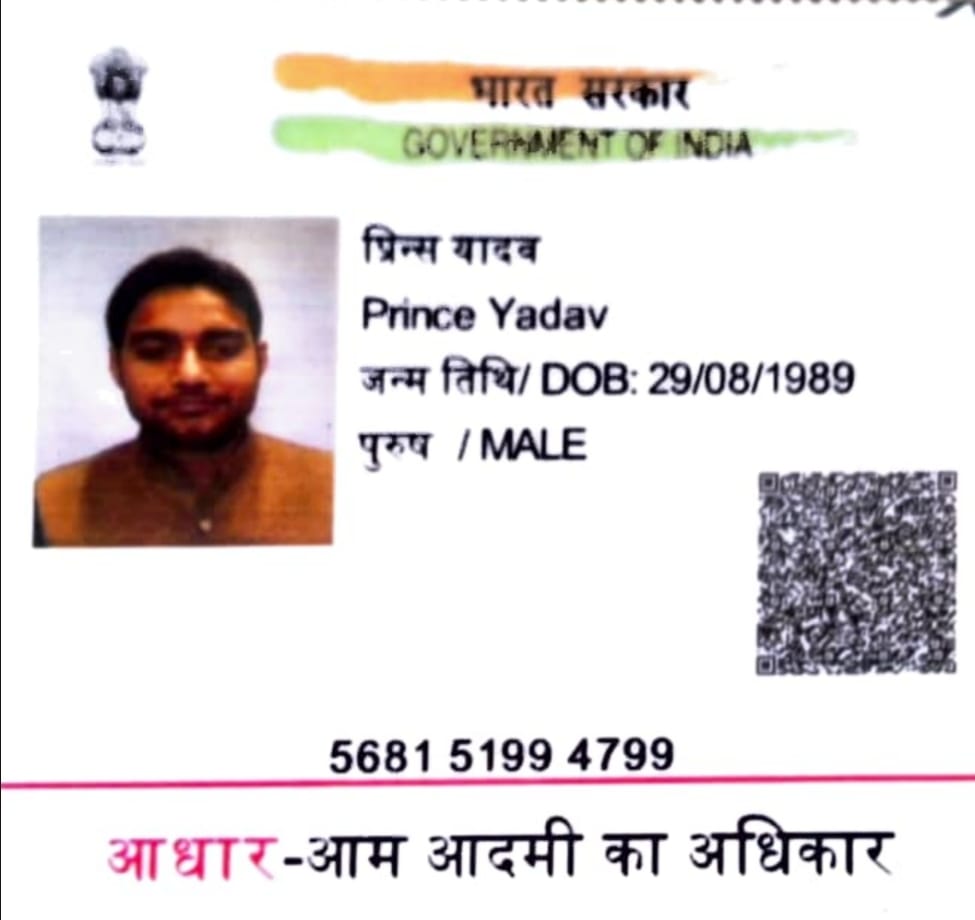 भारत सरकार
GOVERNMENT OF INDIA
प्रिन्स यादव
Prince Yadav
जन्म तिथि/ DOB: 29/08/1989
पुरुष / MALE
5681 5199 4799
आधार-आम आदमी का अधिकार